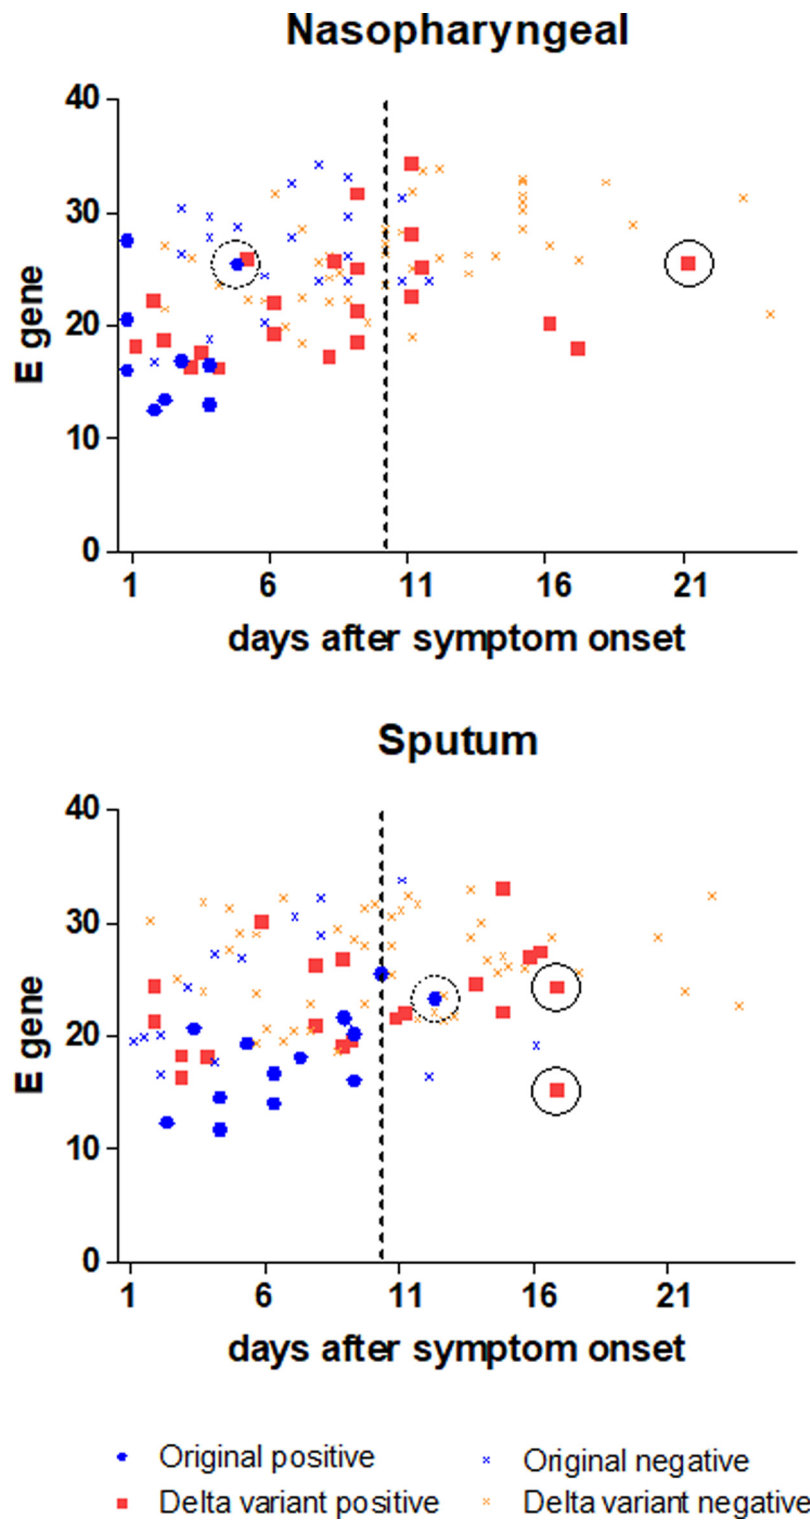 Nasopharyngeal
40
30
20
10
0
E gene
1 6 11 16 21
days after symptom onset
Sputum
40
30
20
10
0
E gene
1 6 11 16 21
days after symptom onset
Original positive Original negative
Delta variant positive Delta variant negative